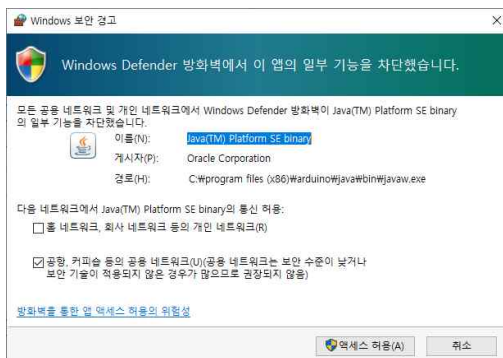 Windows 보안 경고
Windows Defender 방화벽에서 이 앱의 일부 기능을 차단했습니다.
모든 공용 네트워크 및 개인 네트워크에서 Windows Defender 방화벽이 Java(TM) Platform SE binary
의 일부 기능을 차단했습니다.
이름(N): Java(TM) Platform SE binary
게시자(P): Oracle Corporation
경로(H): C:₩program files (x86)₩arduino₩java₩bin₩javaw.exe
다음 네트워크에서 Java(TM) Platform SE binary의 통신 허용:
홈 네트워크, 회사 네트워크 등의 개인 네트워크(R)
공항, 커피숍 등의 공용 네트워크(U)(공용 네트워크는 보안 수준이 낮거나
보안 기술이 적용되지 않은 경우가 많으므로 권장되지 않음)
방화벽을 통한 앱 액세스 허용의 위험성
액세스 허용(A) 취소